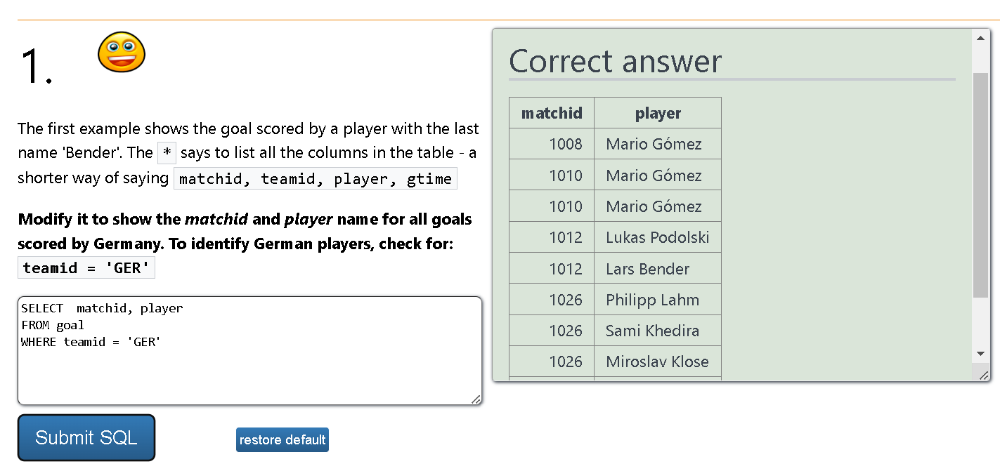 1.
The first example shows the goal scored by a player with the last
name 'Bender'. The * says to list all the columns in the table - a
shorter way of saying matchid, teamid, player, gtime
Modify it to show the matchid and player name for all goals
scored by Germany. To identify German players, check for:
teamid = 'GER'
SELECT  matchid, player
FROM goal
WHERE teamid = 'GER'
Submit SQL
restore default
Correct answer
matchid player
1008 Mario Gómez
1010 Mario Gómez
1010 Mario Gómez
1012 Lukas Podolski
1012 Lars Bender
1026 Philipp Lahm
1026 Sami Khedira
1026 Miroslav Klose